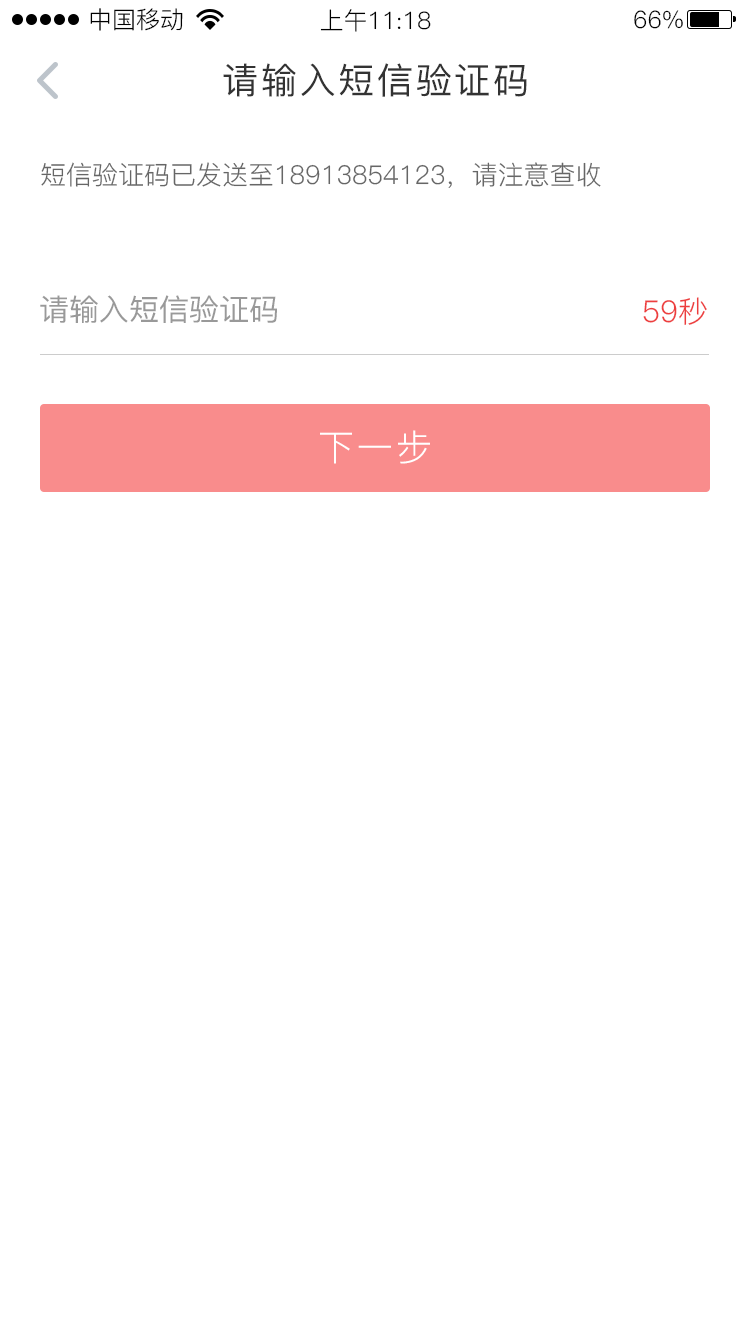 中国移动 上午11:18 66%
请输入短信验证码
短信验证码已发送至18913854123，请注意查收
请输入短信验证码 59秒
下一步